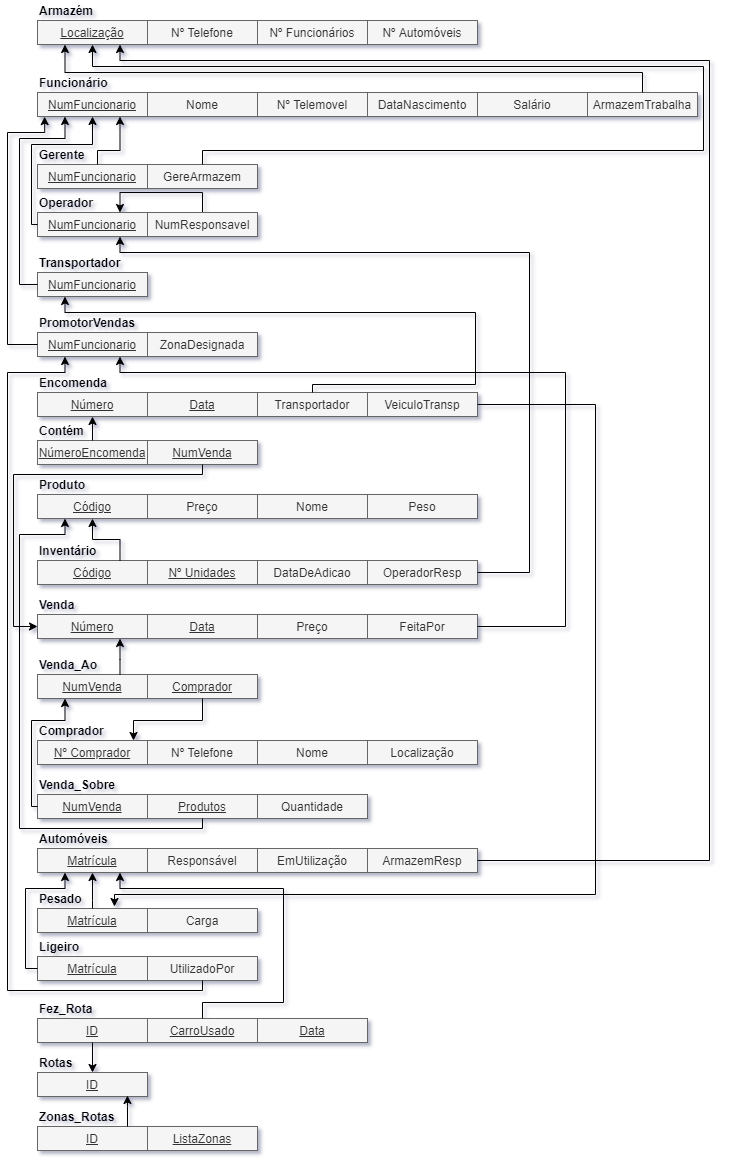 Armazém
Localização Nº Telefone Nº Funcionários Nº Automóveis
Funcionário
NumFuncionario Nome Nº Telemovel DataNascimento Salário ArmazemTrabalha
Gerente
NumFuncionario GereArmazem
Operador
NumFuncionario NumResponsavel
Transportador
NumFuncionario
PromotorVendas
NumFuncionario ZonaDesignada
Encomenda
Número Data Transportador VeiculoTransp
Contém
NúmeroEncomenda NumVenda
Produto
Código Preço Nome Peso
Inventário
Código Nº Unidades DataDeAdicao OperadorResp
Venda
Número Data Preço FeitaPor
Venda_Ao
NumVenda Comprador
Comprador
Nº Comprador Nº Telefone Nome Localização
Venda_Sobre
NumVenda Produtos Quantidade
Automóveis
Matrícula Responsável EmUtilização ArmazemResp
Pesado
Matrícula Carga
Ligeiro
Matrícula UtilizadoPor
Fez_Rota
ID CarroUsado Data
Rotas
ID
Zonas_Rotas
ID ListaZonas